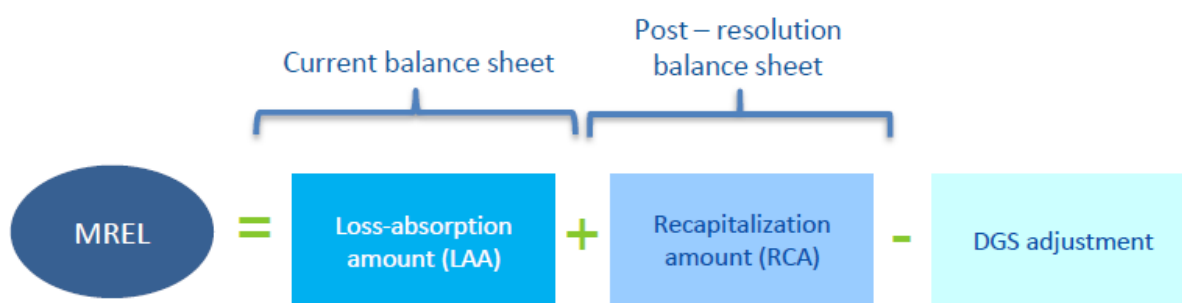 Post – resolution
balance sheet
Current balance sheet
MREL
=
Loss-absorption
amount (LAA)
+
Recapitalization
amount (RCA)
-
DGS adjustment